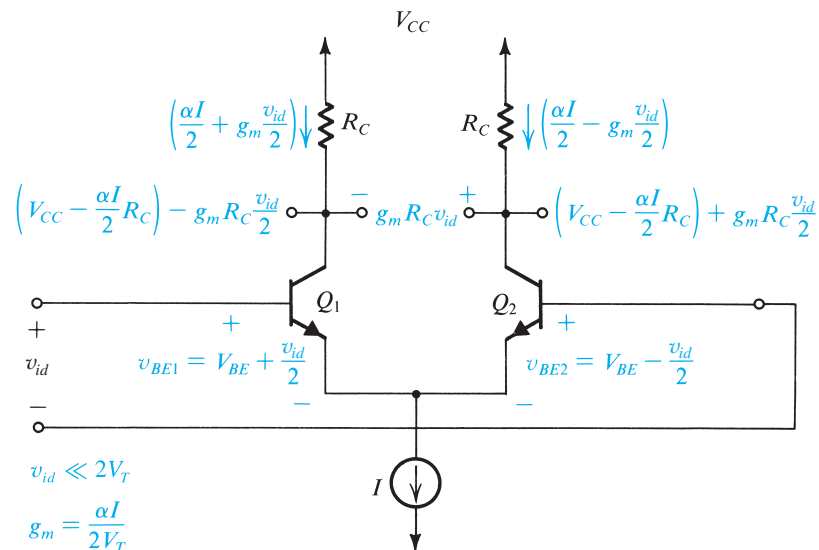 V_CC
(αI/2 + g_m v_id/2) R_C R_C (αI/2 − g_m v_id/2)
(V_CC − αI/2 R_C) − g_m R_C v_id/2 − g_m R_C v_id + (V_CC − αI/2 R_C) + g_m R_C v_id/2
Q_1 Q_2
+ + +
v_id v_BE1 = V_BE + v_id/2 v_BE2 = V_BE − v_id/2
− − −
v_id ≪ 2V_T
I
g_m = αI/2V_T